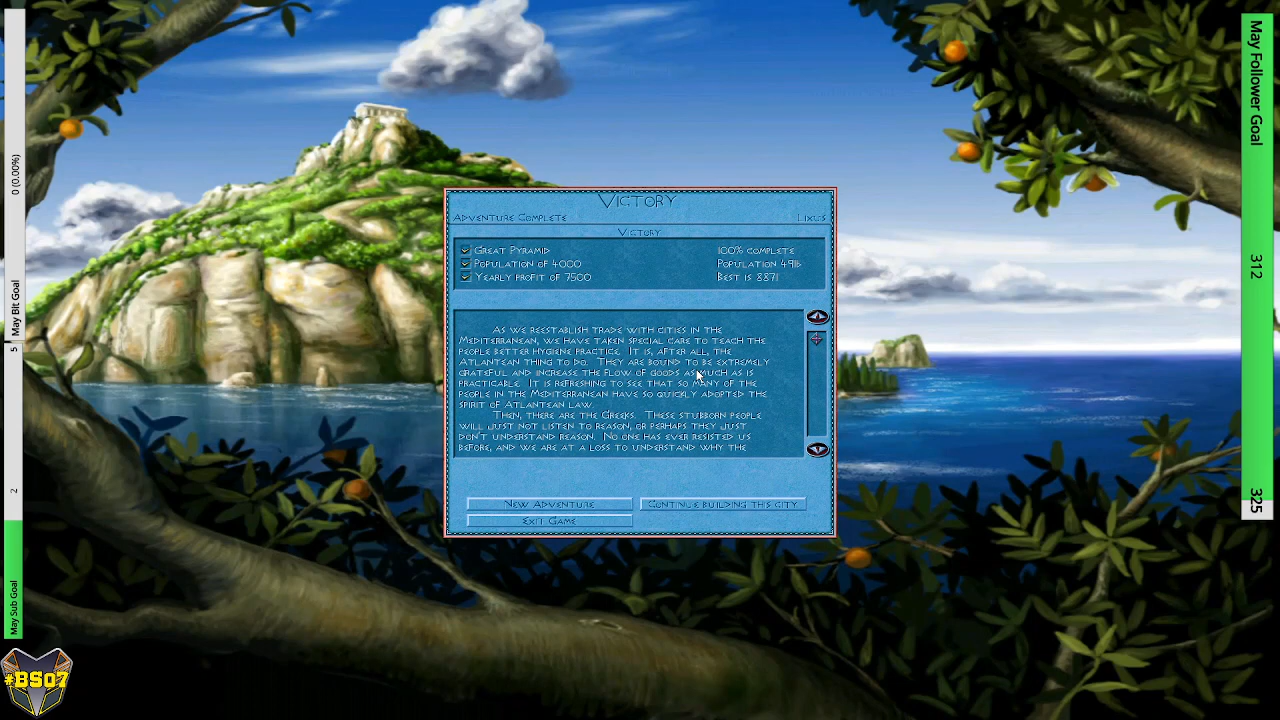 Victory
Adventure Complete
Lixus
Victory
Great Pyramid
100% complete
Population of 4000
Population 4916
Yearly profit of 7500
Best is 8871
As we reestablish trade with cities in the
Mediterranean, we have taken special care to teach the
people better hygiene practice. It is, after all, the
Atlantean thing to do. They are bound to be extremely
grateful and increase the flow of goods as much as is
practicable. It is refreshing to see that so many of the
people in the Mediterranean have so quickly adopted the
spirit of Atlantean law.
Then, there are the Greeks. These stubborn people
will just not listen to reason, or perhaps they just
don't understand reason. No one has ever resisted us
before, and we are at a loss to understand why the
New Adventure
Continue building this city
Exit Game
0 (0.00%)
May Bit Goal
5
2
May Sub Goal
#BS07
May Follower Goal
312
325